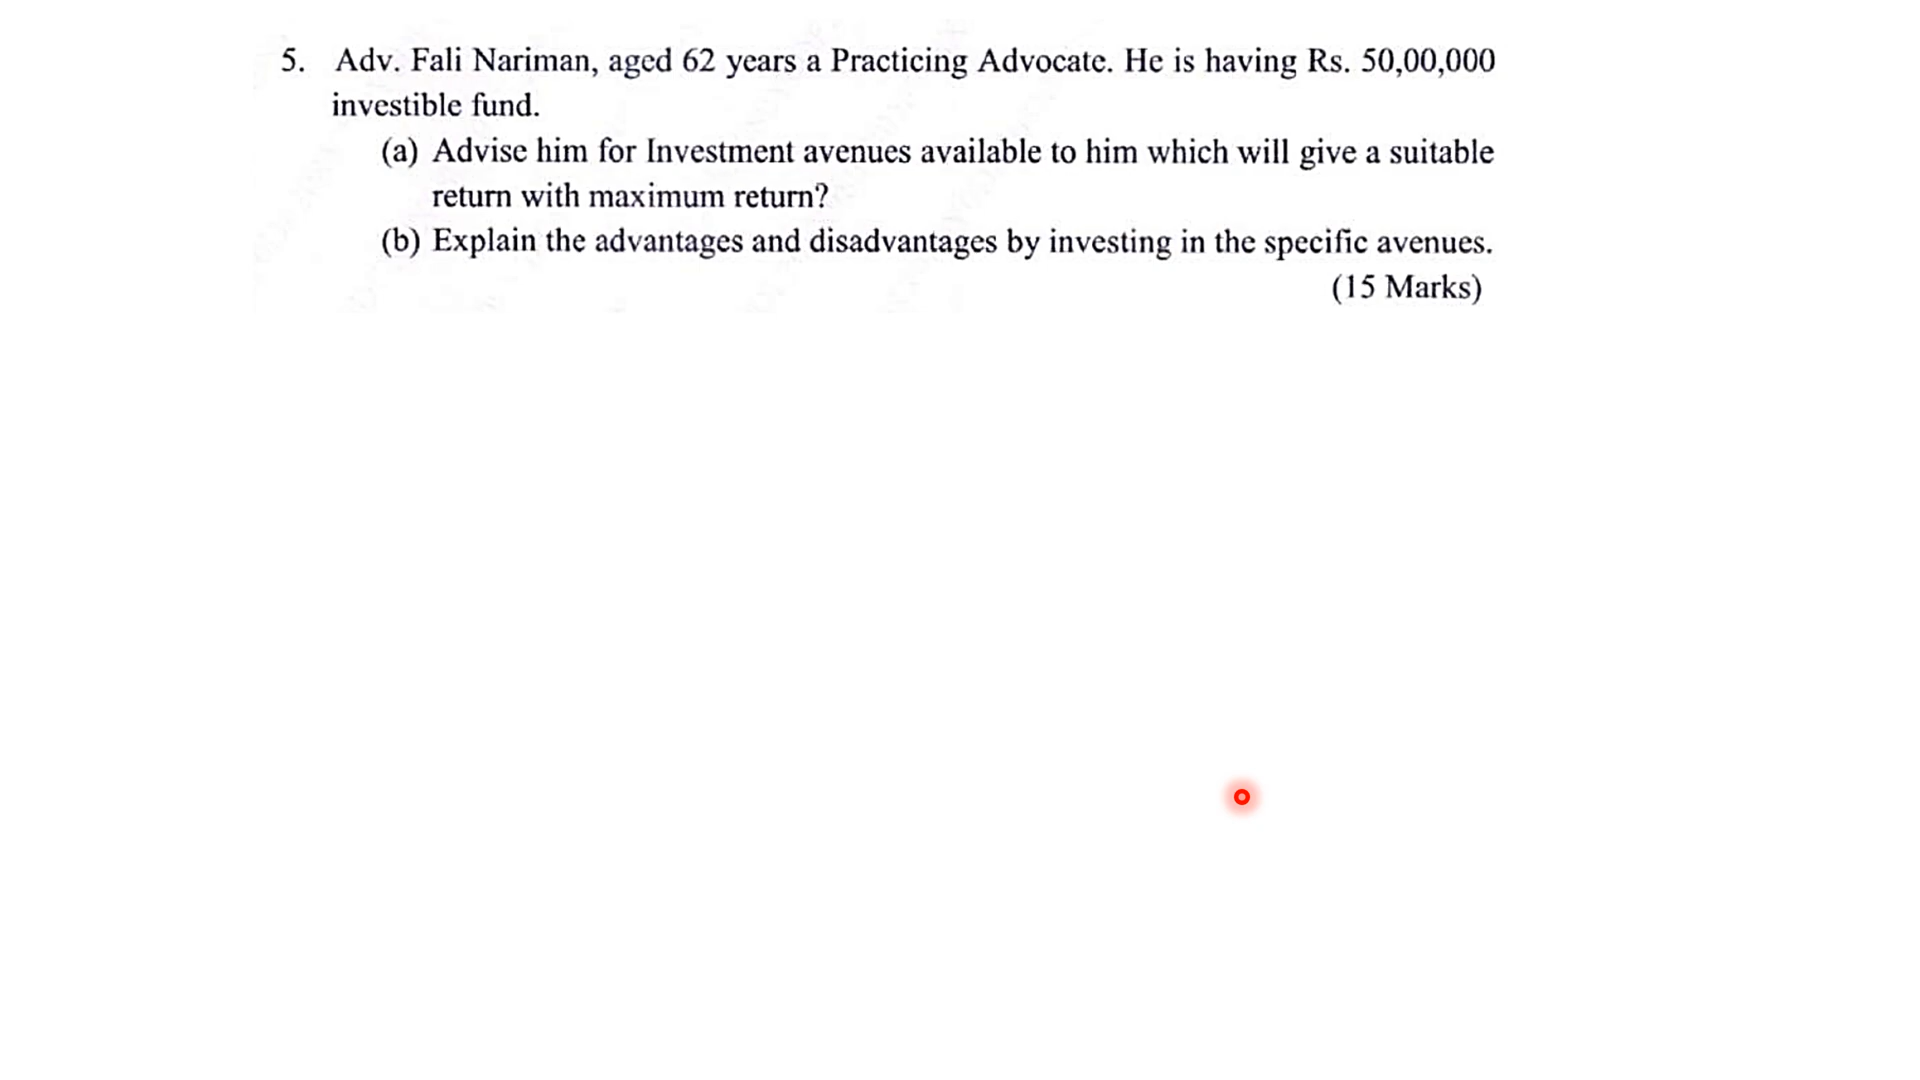 5. Adv. Fali Nariman, aged 62 years a Practicing Advocate. He is having Rs. 50,00,000
investible fund.
(a) Advise him for Investment avenues available to him which will give a suitable
return with maximum return?
(b) Explain the advantages and disadvantages by investing in the specific avenues.
(15 Marks)